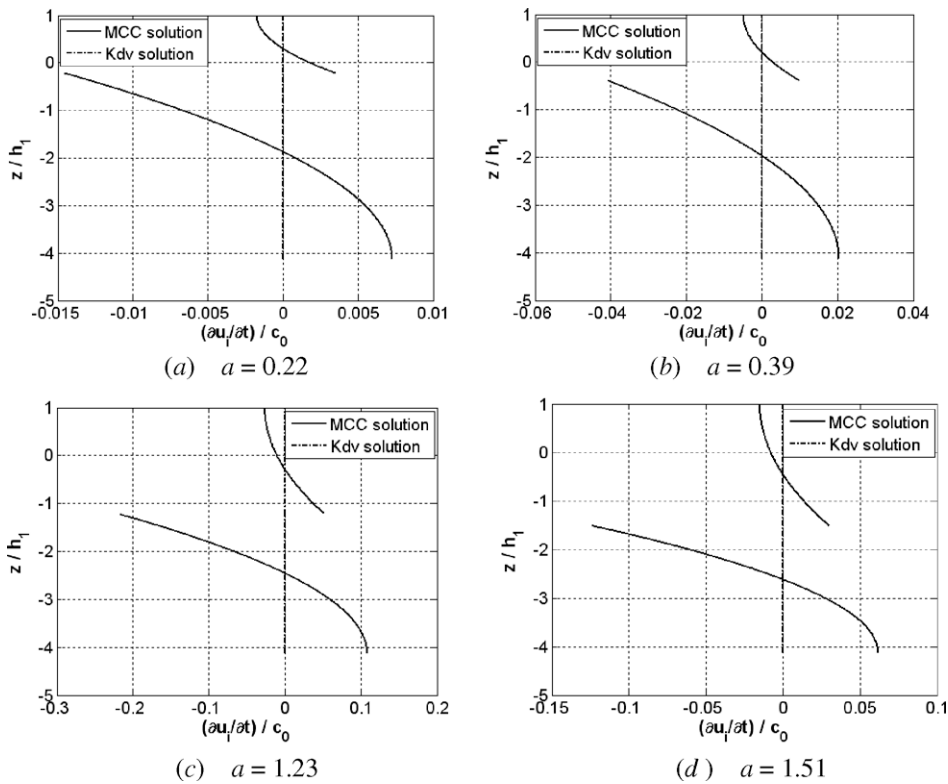 1
0
-1
-2
-3
-4
-5
z / h1
MCC solution
Kdv solution
-0.015
-0.01
-0.005
0
0.005
0.01
(∂ui/∂t) / c0
(a) a = 0.22
1
0
-1
-2
-3
-4
-5
z / h1
MCC solution
Kdv solution
-0.06
-0.04
-0.02
0
0.02
0.04
(∂ui/∂t) / c0
(b) a = 0.39
1
0
-1
-2
-3
-4
-5
z / h1
MCC solution
Kdv solution
-0.3
-0.2
-0.1
0
0.1
0.2
(∂ui/∂t) / c0
(c) a = 1.23
1
0
-1
-2
-3
-4
-5
z / h1
MCC solution
Kdv solution
-0.15
-0.1
-0.05
0
0.05
0.1
(∂ui/∂t) / c0
(d) a = 1.51